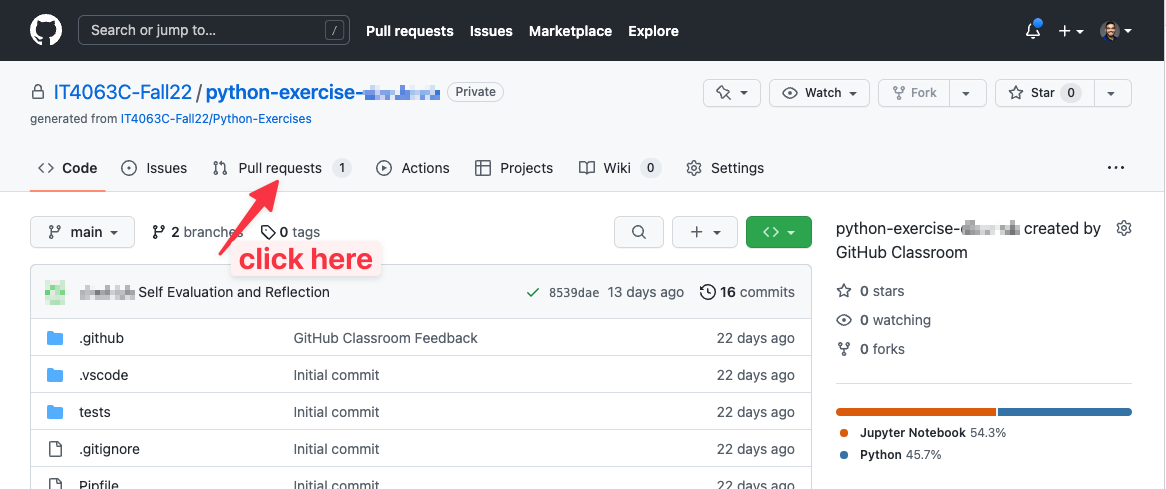 Search or jump to... /
Pull requests Issues Marketplace Explore
IT4063C-Fall22 / python-exercise- Private
generated from IT4063C-Fall22/Python-Exercises
Watch Fork Star 0
Code Issues Pull requests 1 Actions Projects Wiki 0 Settings
main 2 branches 0 tags
click here
Self Evaluation and Reflection 8539dae 13 days ago 16 commits
.github GitHub Classroom Feedback 22 days ago
.vscode Initial commit 22 days ago
tests Initial commit 22 days ago
.gitignore Initial commit 22 days ago
Pipfile Initial commit 22 days ago
python-exercise- created by
GitHub Classroom
0 stars
0 watching
0 forks
Jupyter Notebook 54.3%
Python 45.7%